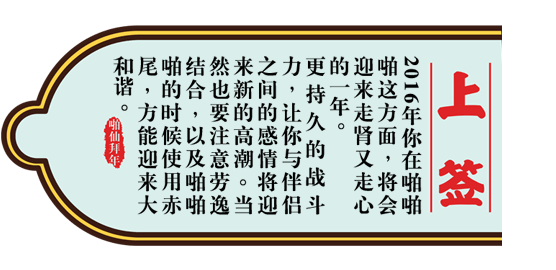 上签
2016年你在啪啪
啪这方面，将会
迎来走肾又走心
的一年。
更持久的战斗
力，让你与伴侣
之间的感情将迎
来新的高潮。当
然也要注意劳逸
结合，以及啪啪
啪的时候使用赤
尾，方能迎来大
和谐。
啪仙拜年